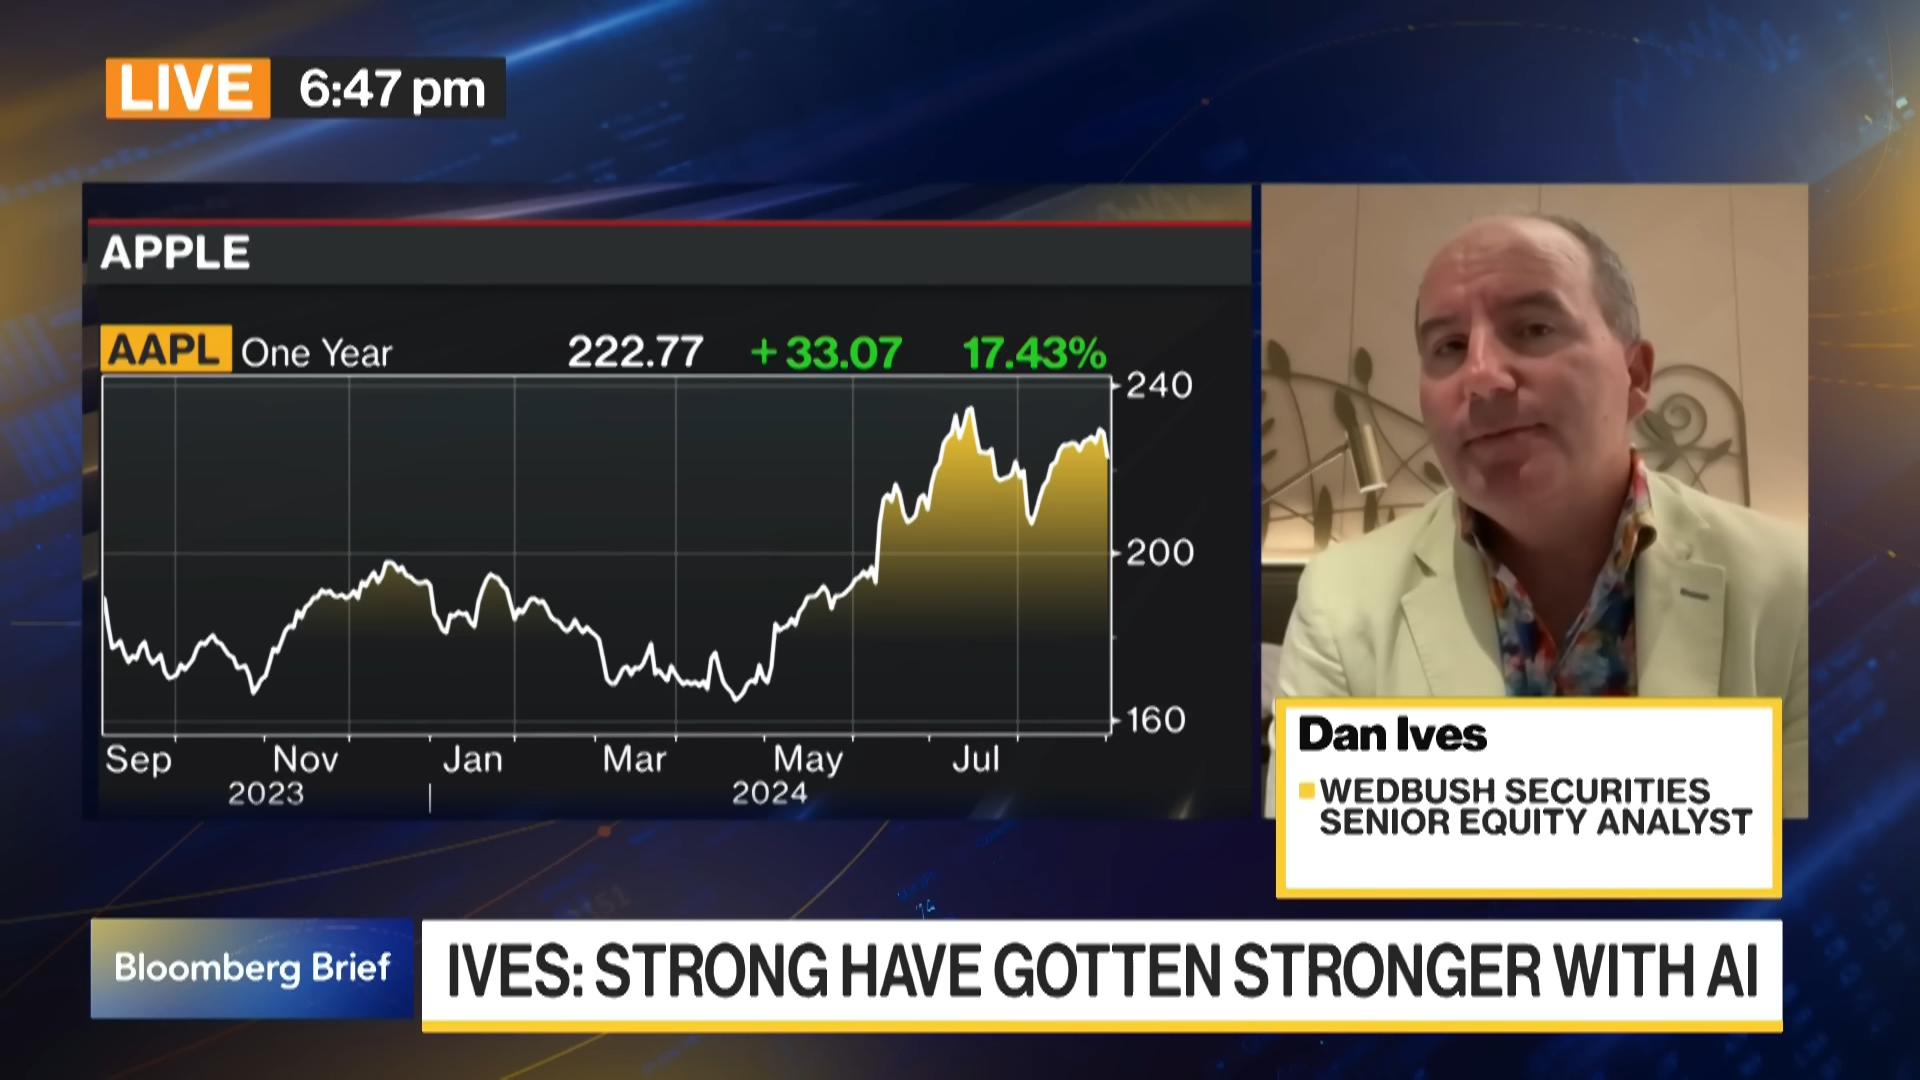 LIVE 6:47 pm
APPLE
AAPL One Year 222.77 +33.07 17.43%
240
200
160
Sep Nov Jan Mar May Jul
2023 2024
Dan Ives
WEDBUSH SECURITIES
SENIOR EQUITY ANALYST
Bloomberg Brief
IVES: STRONG HAVE GOTTEN STRONGER WITH AI